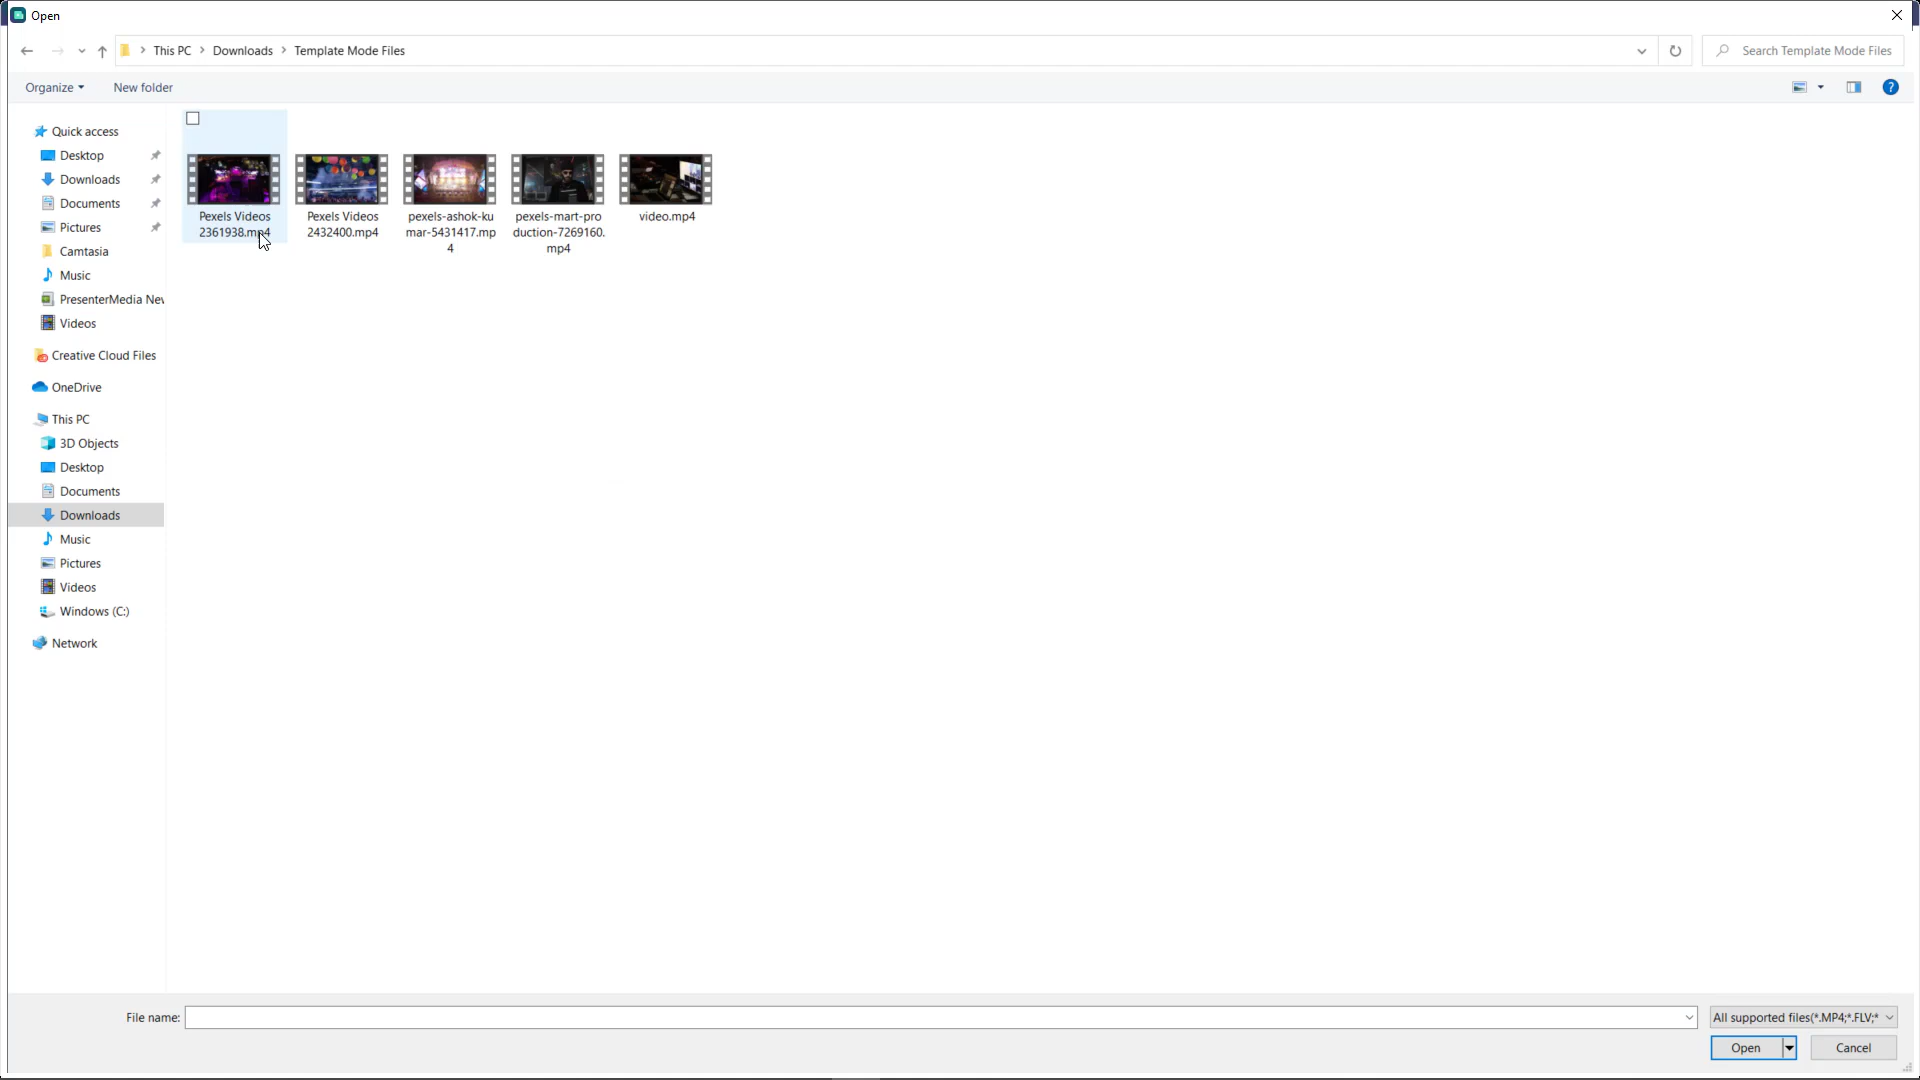 Open
This PC > Downloads > Template Mode Files
Search Template Mode Files
Organize
New folder
Quick access
Desktop
Downloads
Documents
Pictures
Camtasia
Music
PresenterMedia Nev
Videos
Creative Cloud Files
OneDrive
This PC
3D Objects
Desktop
Documents
Downloads
Music
Pictures
Videos
Windows (C:)
Network
Pexels Videos
2361938.mp4
Pexels Videos
2432400.mp4
pexels-ashok-ku
mar-5431417.mp
4
pexels-mart-pro
duction-7269160.
mp4
video.mp4
File name:
All supported files(*.MP4;*.FLV;*
Open
Cancel